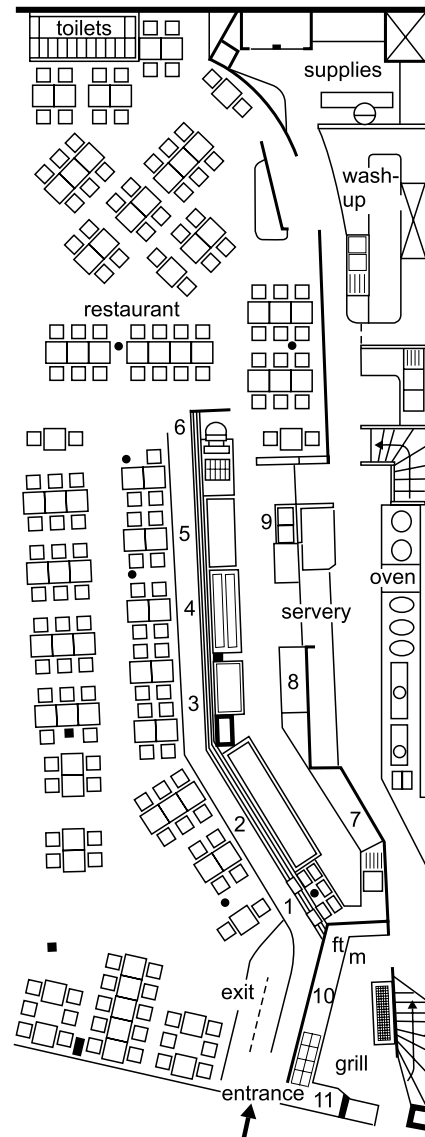 toilets
supplies
wash-
up
restaurant
6
9
5
oven
4
servery
8
3
7
2
1
ft
m
exit
10
grill
entrance
11